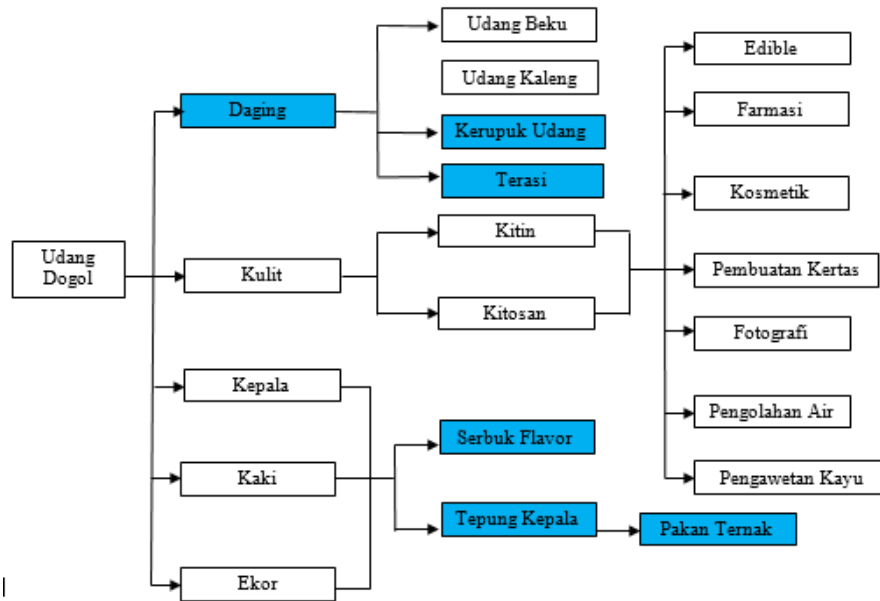 Udang
Dogol
Daging
Kulit
Kepala
Kaki
Ekor
Udang Beku
Udang Kaleng
Kerupuk Udang
Terasi
Kitin
Kitosan
Serbuk Flavor
Tepung Kepala
Pakan Ternak
Edible
Farmasi
Kosmetik
Pembuatan Kertas
Fotografi
Pengolahan Air
Pengawetan Kayu